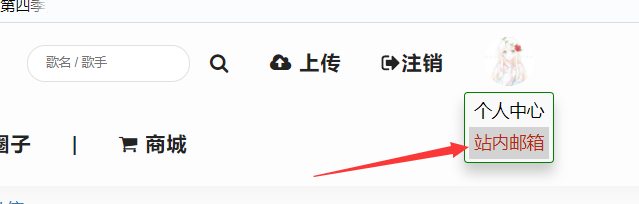 第四季
歌名 / 歌手
上传
注销
个人中心
站内邮箱
圈子 | 商城